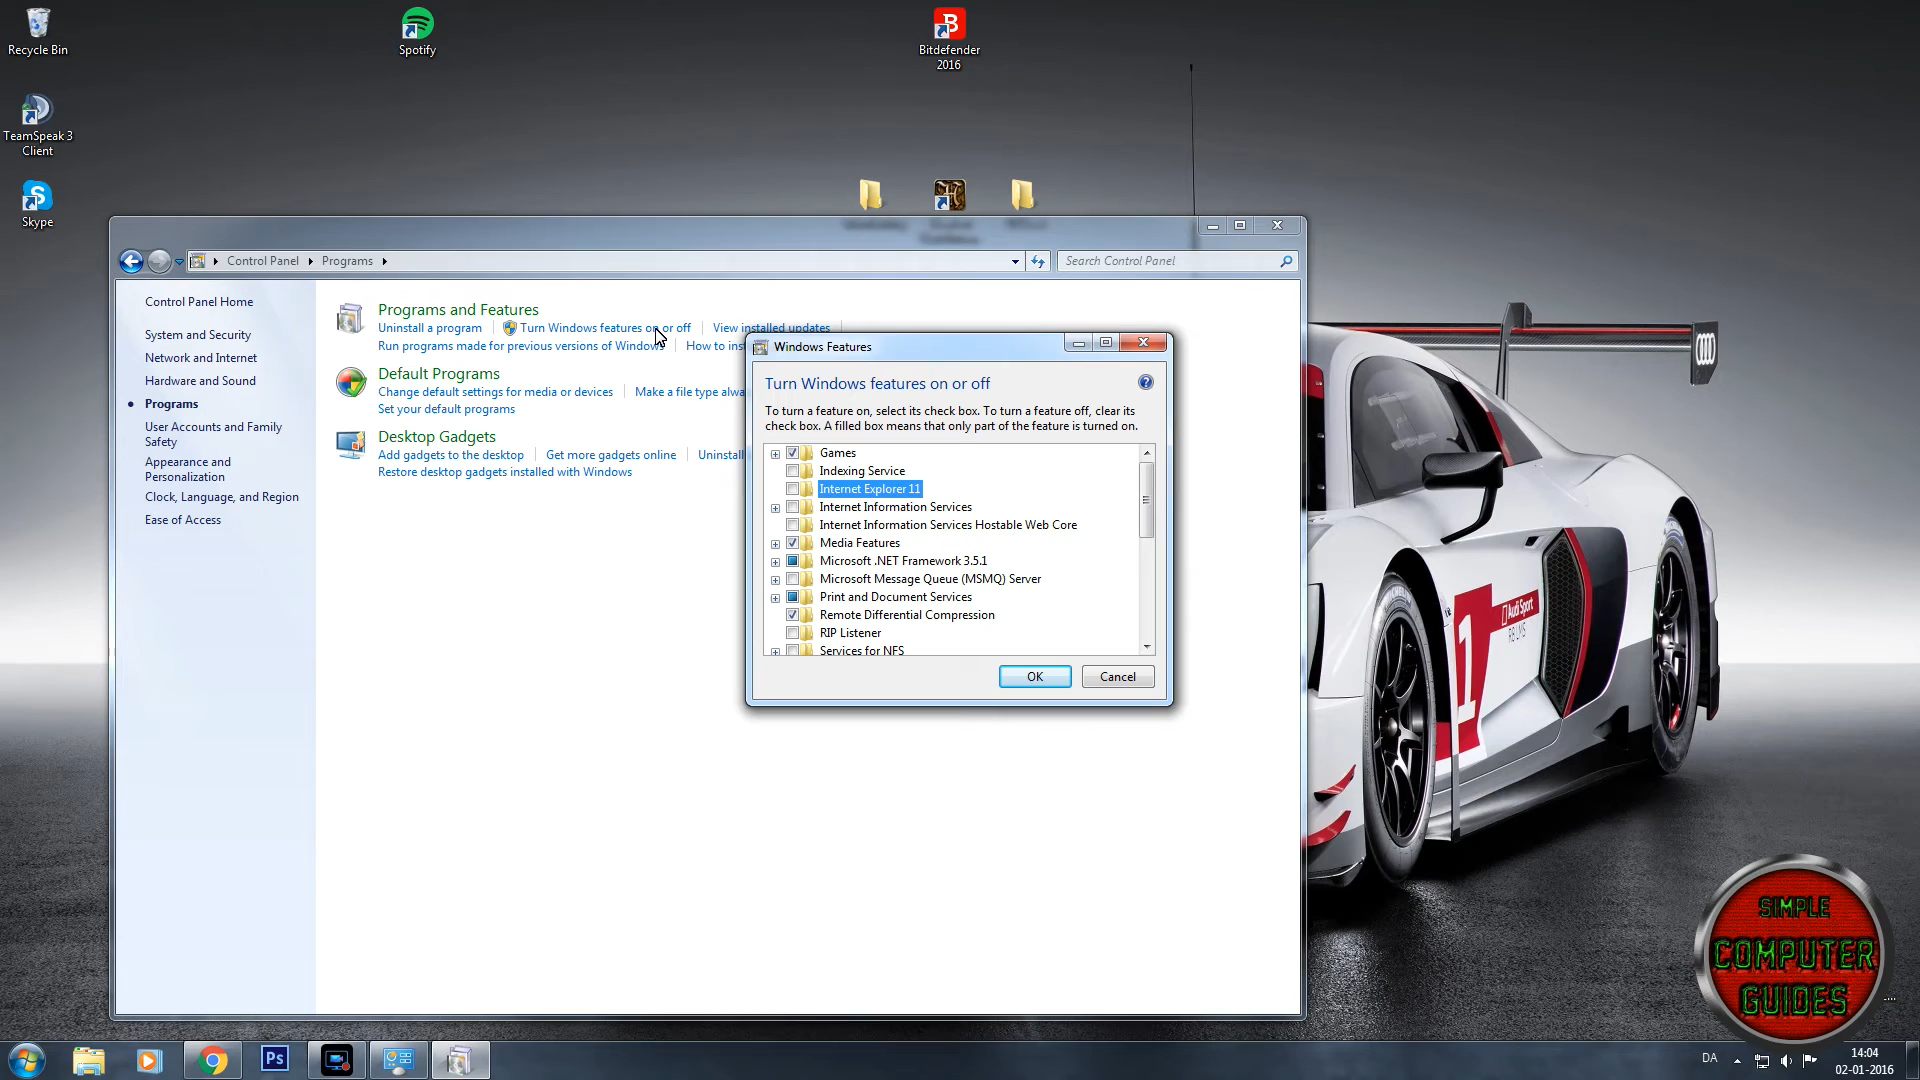 Recycle Bin
Spotify
Bitdefender
2016
TeamSpeak 3
Client
Skype
Control Panel
Programs
Search Control Panel
Control Panel Home
System and Security
Network and Internet
Hardware and Sound
Programs
User Accounts and Family
Safety
Appearance and
Personalization
Clock, Language, and Region
Ease of Access
Programs and Features
Uninstall a program
Turn Windows features on or off
View installed updates
Run programs made for previous versions of Windows
How to
Default Programs
Change default settings for media or devices
Make a file type
Set your default programs
Desktop Gadgets
Add gadgets to the desktop
Get more gadgets online
Uninstall
Restore desktop gadgets installed with Windows
Windows Features
Turn Windows features on or off
To turn a feature on, select its check box. To turn a feature off, clear its
check box. A filled box means that only part of the feature is turned on.
Games
Indexing Service
Internet Explorer 11
Internet Information Services
Internet Information Services Hostable Web Core
Media Features
Microsoft .NET Framework 3.5.1
Microsoft Message Queue (MSMQ) Server
Print and Document Services
Remote Differential Compression
RIP Listener
Services for NFS
OK
Cancel
1
Audi Sport
R8 LMS
SIMPLE
COMPUTER
GUIDES
Ps
DA
14:04
02-01-2016